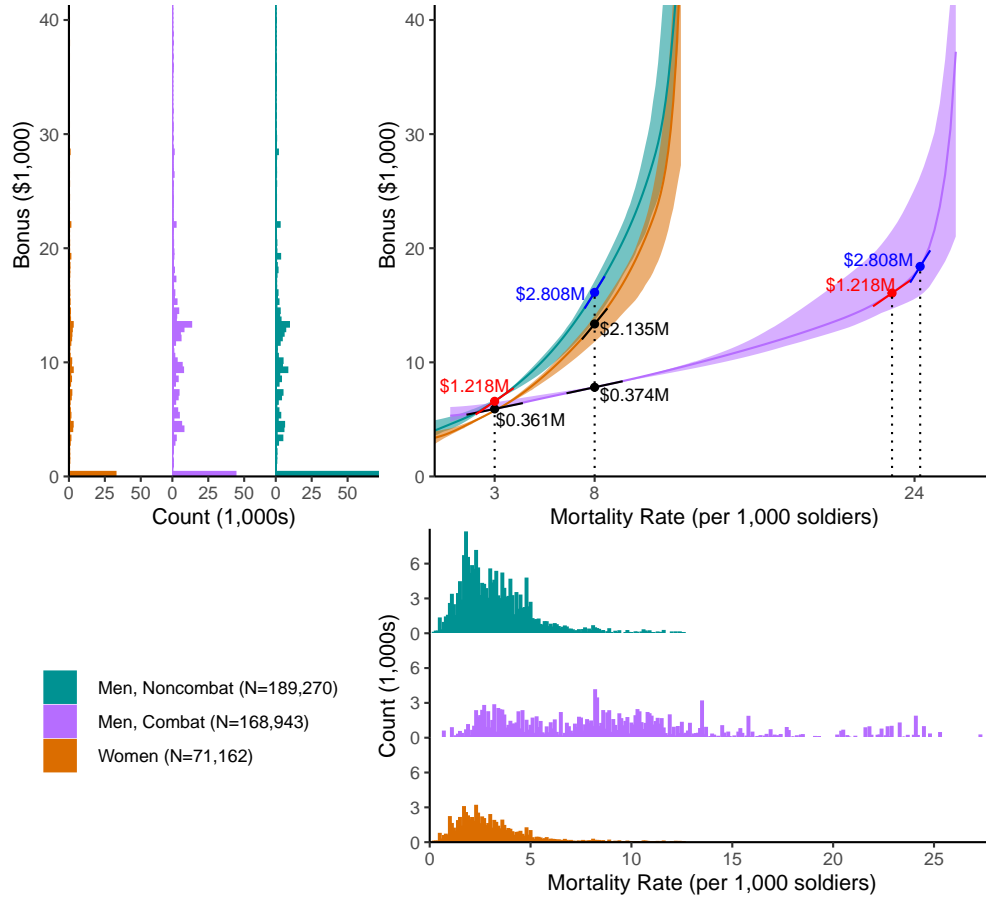 40
30
20
10
0
Bonus ($1,000)
0 25 50 0 25 50 0 25 50
Count (1,000s)
40
30
20
10
0
Bonus ($1,000)
$2.808M
$2.135M
$1.218M
$0.361M
$0.374M
$2.808M
$1.218M
3 8 24
Mortality Rate (per 1,000 soldiers)
6
3
0
6
3
0
6
3
0
Count (1,000s)
0 5 10 15 20 25
Mortality Rate (per 1,000 soldiers)
Men, Noncombat (N=189,270)
Men, Combat (N=168,943)
Women (N=71,162)